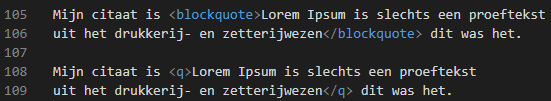 105 Mijn citaat is <blockquote>Lorem Ipsum is slechts een proeftekst
106 uit het drukkerij- en zetterijwezen</blockquote> dit was het.
107
108 Mijn citaat is <q>Lorem Ipsum is slechts een proeftekst
109 uit het drukkerij- en zetterijwezen</q> dit was het.